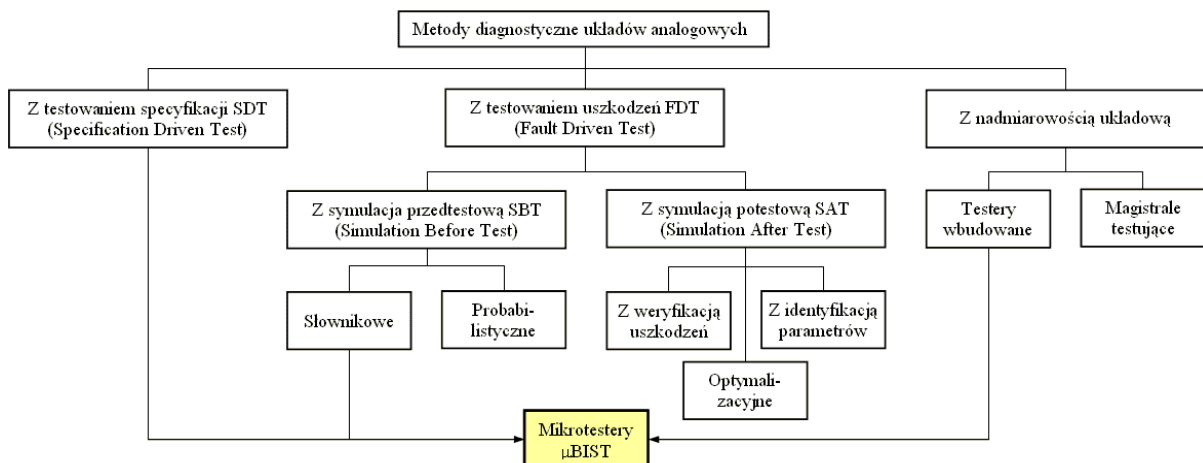 Metody diagnostyczne układów analogowych
Z testowaniem specyfikacji SDT
(Specification Driven Test)
Z testowaniem uszkodzeń FDT
(Fault Driven Test)
Z nadmiarowością układową
Z symulacja przedtestową SBT
(Simulation Before Test)
Z symulacją potestową SAT
(Simulation After Test)
Testery
wbudowane
Magistrale
testujące
Słownikowe
Probabi-
listyczne
Z weryfikacją
uszkodzeń
Z identyfikacją
parametrów
Optymali-
zacyjne
Mikrotestery
µBIST